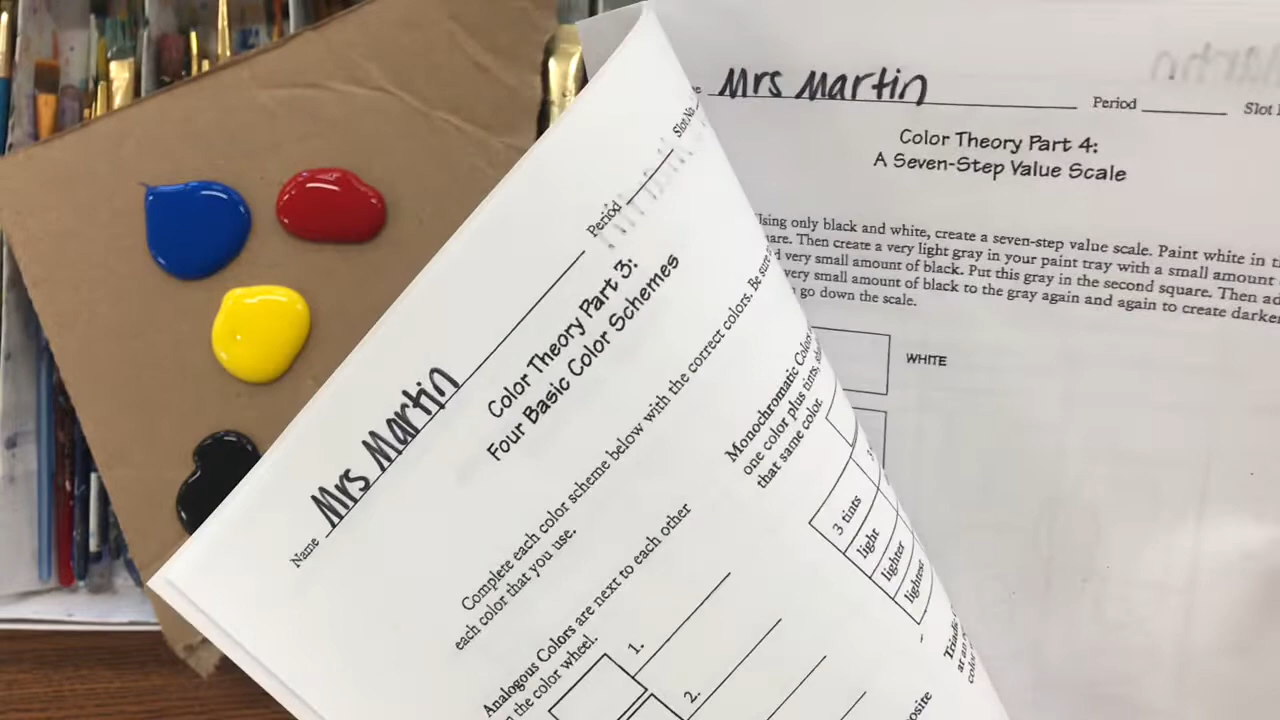 Mrs Martin
Name
Period
Slot No.
Color Theory Part 3:
Four Basic Color Schemes
Complete each color scheme below with the correct colors. Be sure
each color that you use.
Analogous Colors are next to each other
on the color wheel.
1.
2.
Monochromatic Colors
one color plus tints,
that same color.
3 tints
light
lighter
lightest
Triadic
color
Mrs Martin
Period
Slot
Color Theory Part 4:
A Seven-Step Value Scale
Using only black and white, create a seven-step value scale. Paint white in
Then create a very light gray in your paint tray with a small amount
very small amount of black. Put this gray in the second square. Then
very small amount of black to the gray again and again to create darker
go down the scale.
WHITE